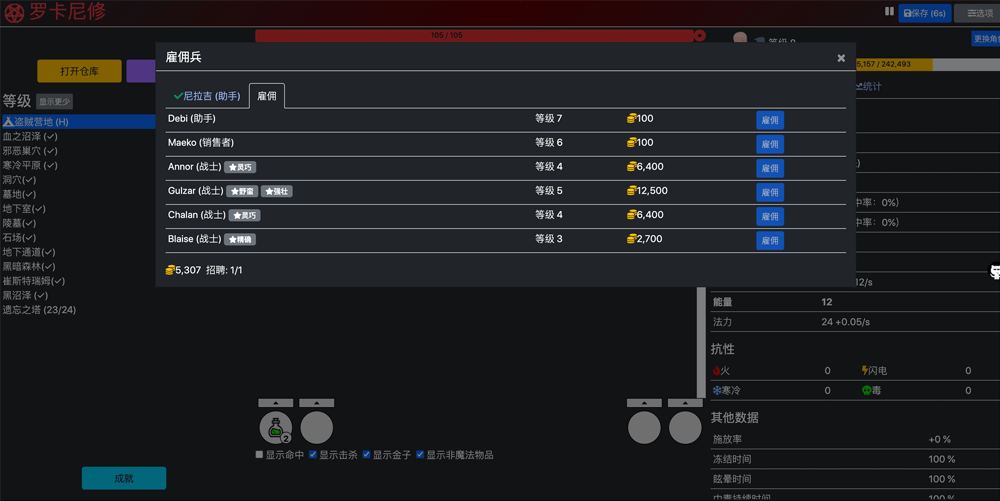 罗卡尼修
保存 (6s)
选项
打开仓库
105 / 105
等级
更换角
等级 显示更少
5,157 / 242,493
统计
盗贼营地 (H)
血之沼泽 (✓)
邪恶巢穴 (✓)
寒冷平原 (✓)
洞穴(✓)
墓地(✓)
地下室(✓)
陵墓(✓)
石场(✓)
地下通道(✓)
黑暗森林(✓)
崔斯特瑞姆(✓)
黑沼泽 (✓)
遗忘之塔 (23/24)
成就
雇佣兵
×
✓尼拉吉 (助手) 雇佣
Debi (助手) 等级 7 100 雇佣
Maeko (销售者) 等级 6 100 雇佣
Annor (战士) ★灵巧 等级 4 6,400 雇佣
Gulzar (战士) ★野蛮 ★强壮 等级 5 12,500 雇佣
Chalan (战士) ★灵巧 等级 4 6,400 雇佣
Blaise (战士) ★精确 等级 3 2,700 雇佣
5,307 招聘: 1/1
2
显示命中 显示击杀 显示金子 显示非魔法物品
中率：0%)
中率：0%)
12/s
能量 12
法力 24 +0.05/s
抗性
火 0 闪电 0
寒冷 0 毒 0
其他数据
施放率 +0 %
冻结时间 100 %
眩晕时间 100 %
中毒持续时间 100 %